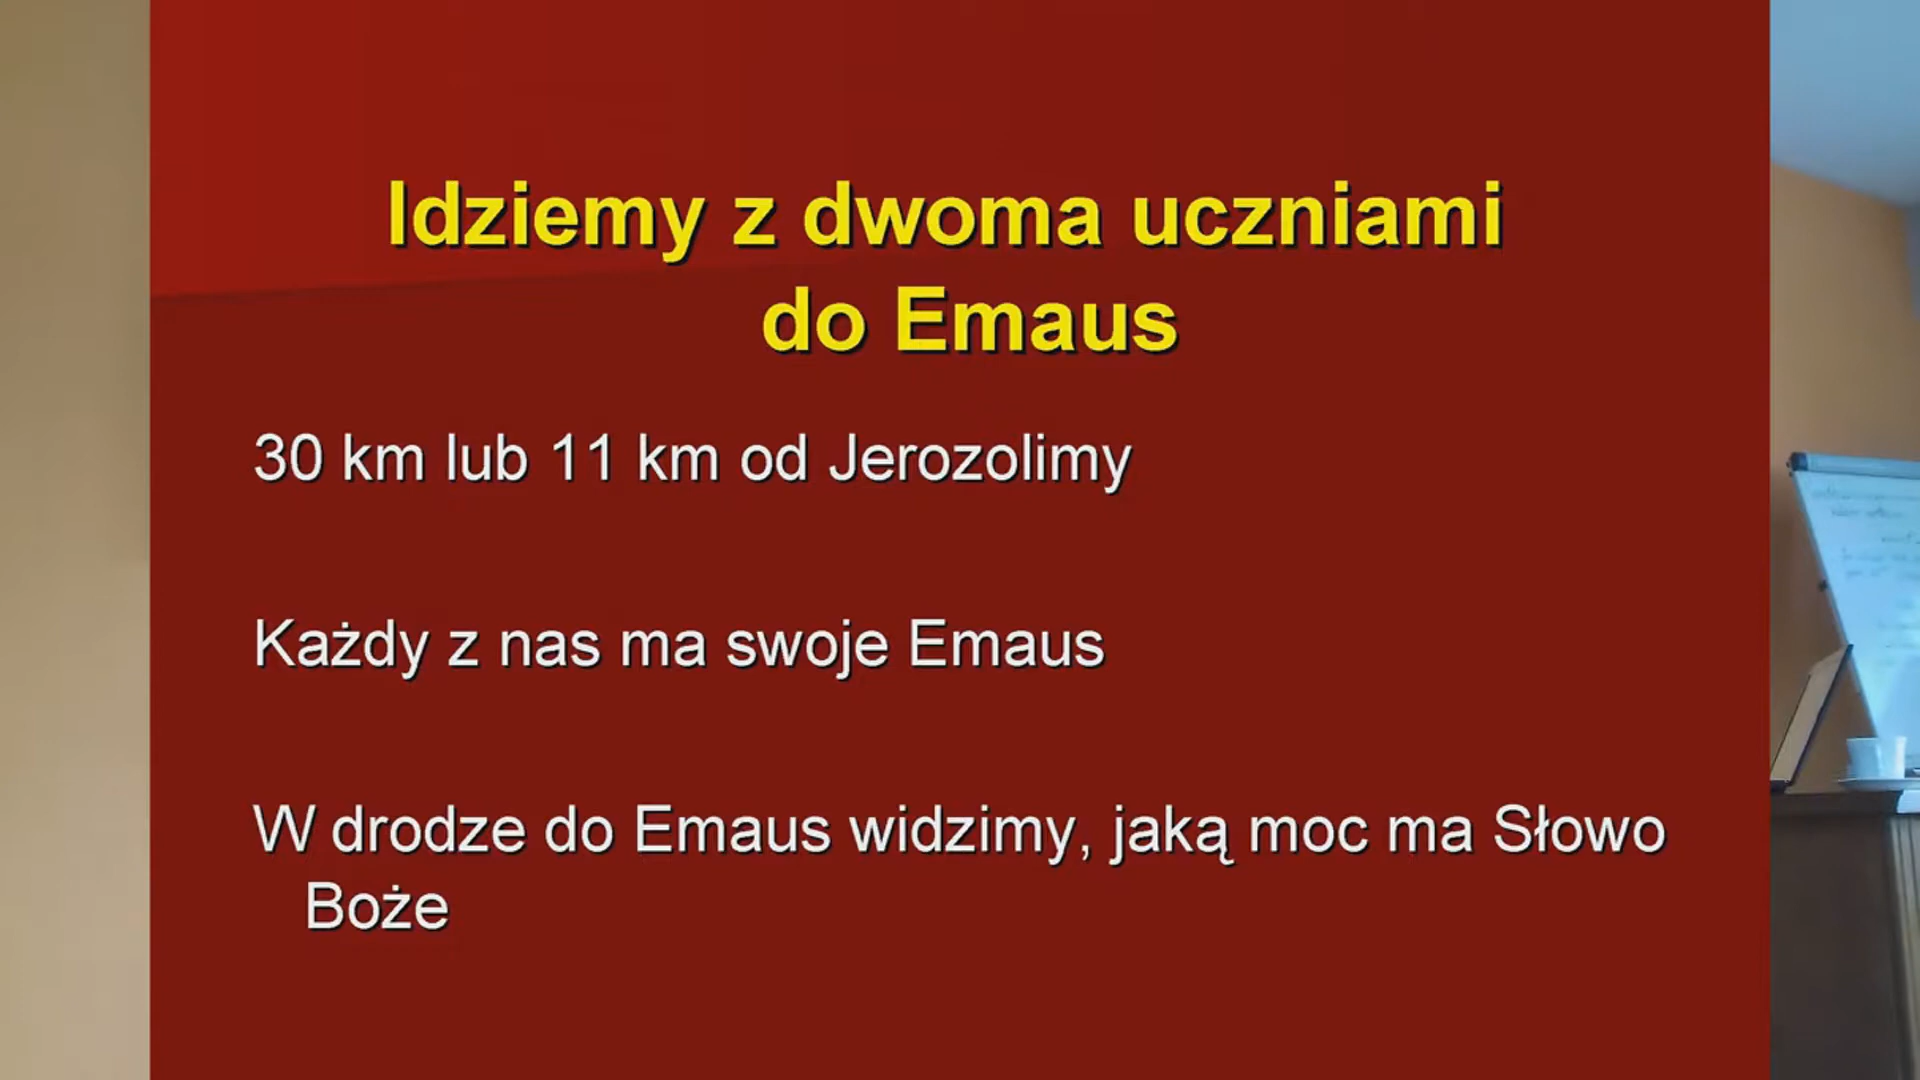 Idziemy z dwoma uczniami
do Emaus
30 km lub 11 km od Jerozolimy
Każdy z nas ma swoje Emaus
W drodze do Emaus widzimy, jaką moc ma Słowo
Boże